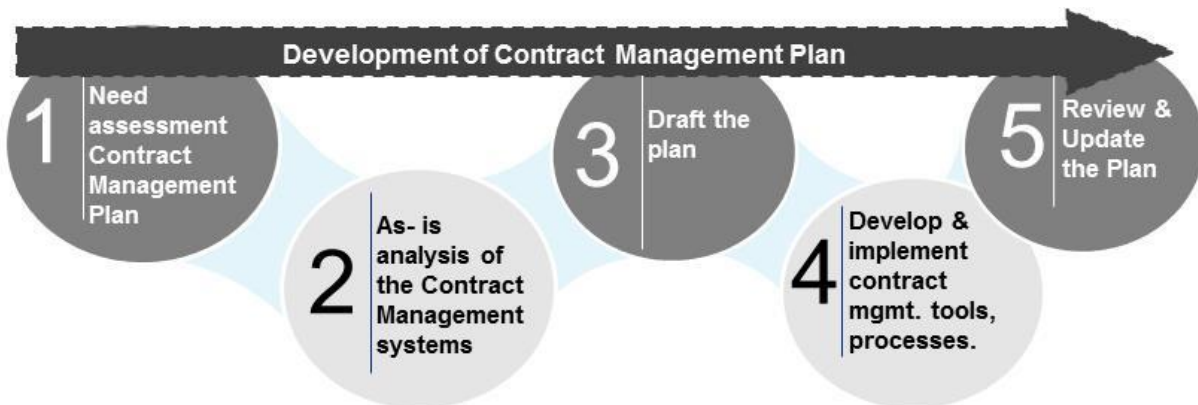 Development of Contract Management Plan
1
Need
assessment
Contract
Management
Plan
2
As- is
analysis of
the Contract
Management
systems
3
Draft the
plan
4
Develop &
implement
contract
mgmt. tools,
processes.
5
Review &
Update
the Plan